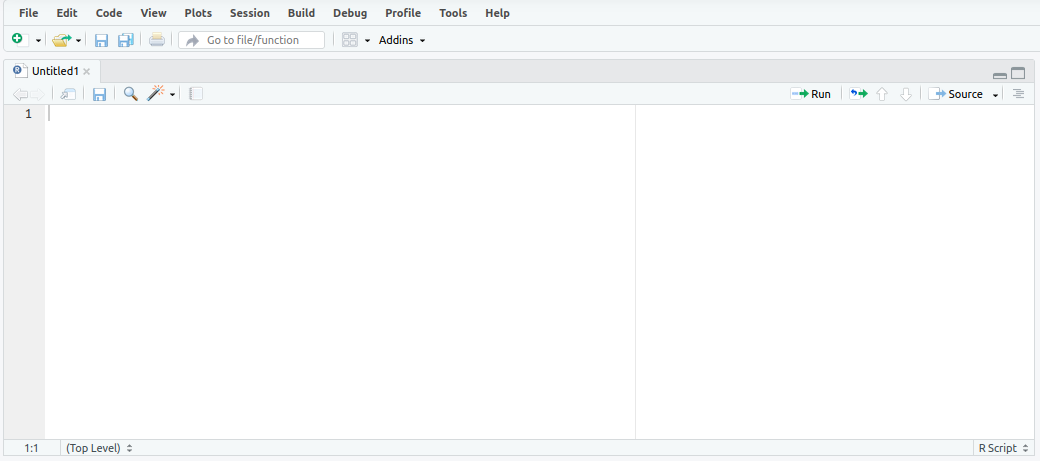 File Edit Code View Plots Session Build Debug Profile Tools Help
Go to file/function Addins
Untitled1
Run Source
1
1:1 (Top Level) R Script